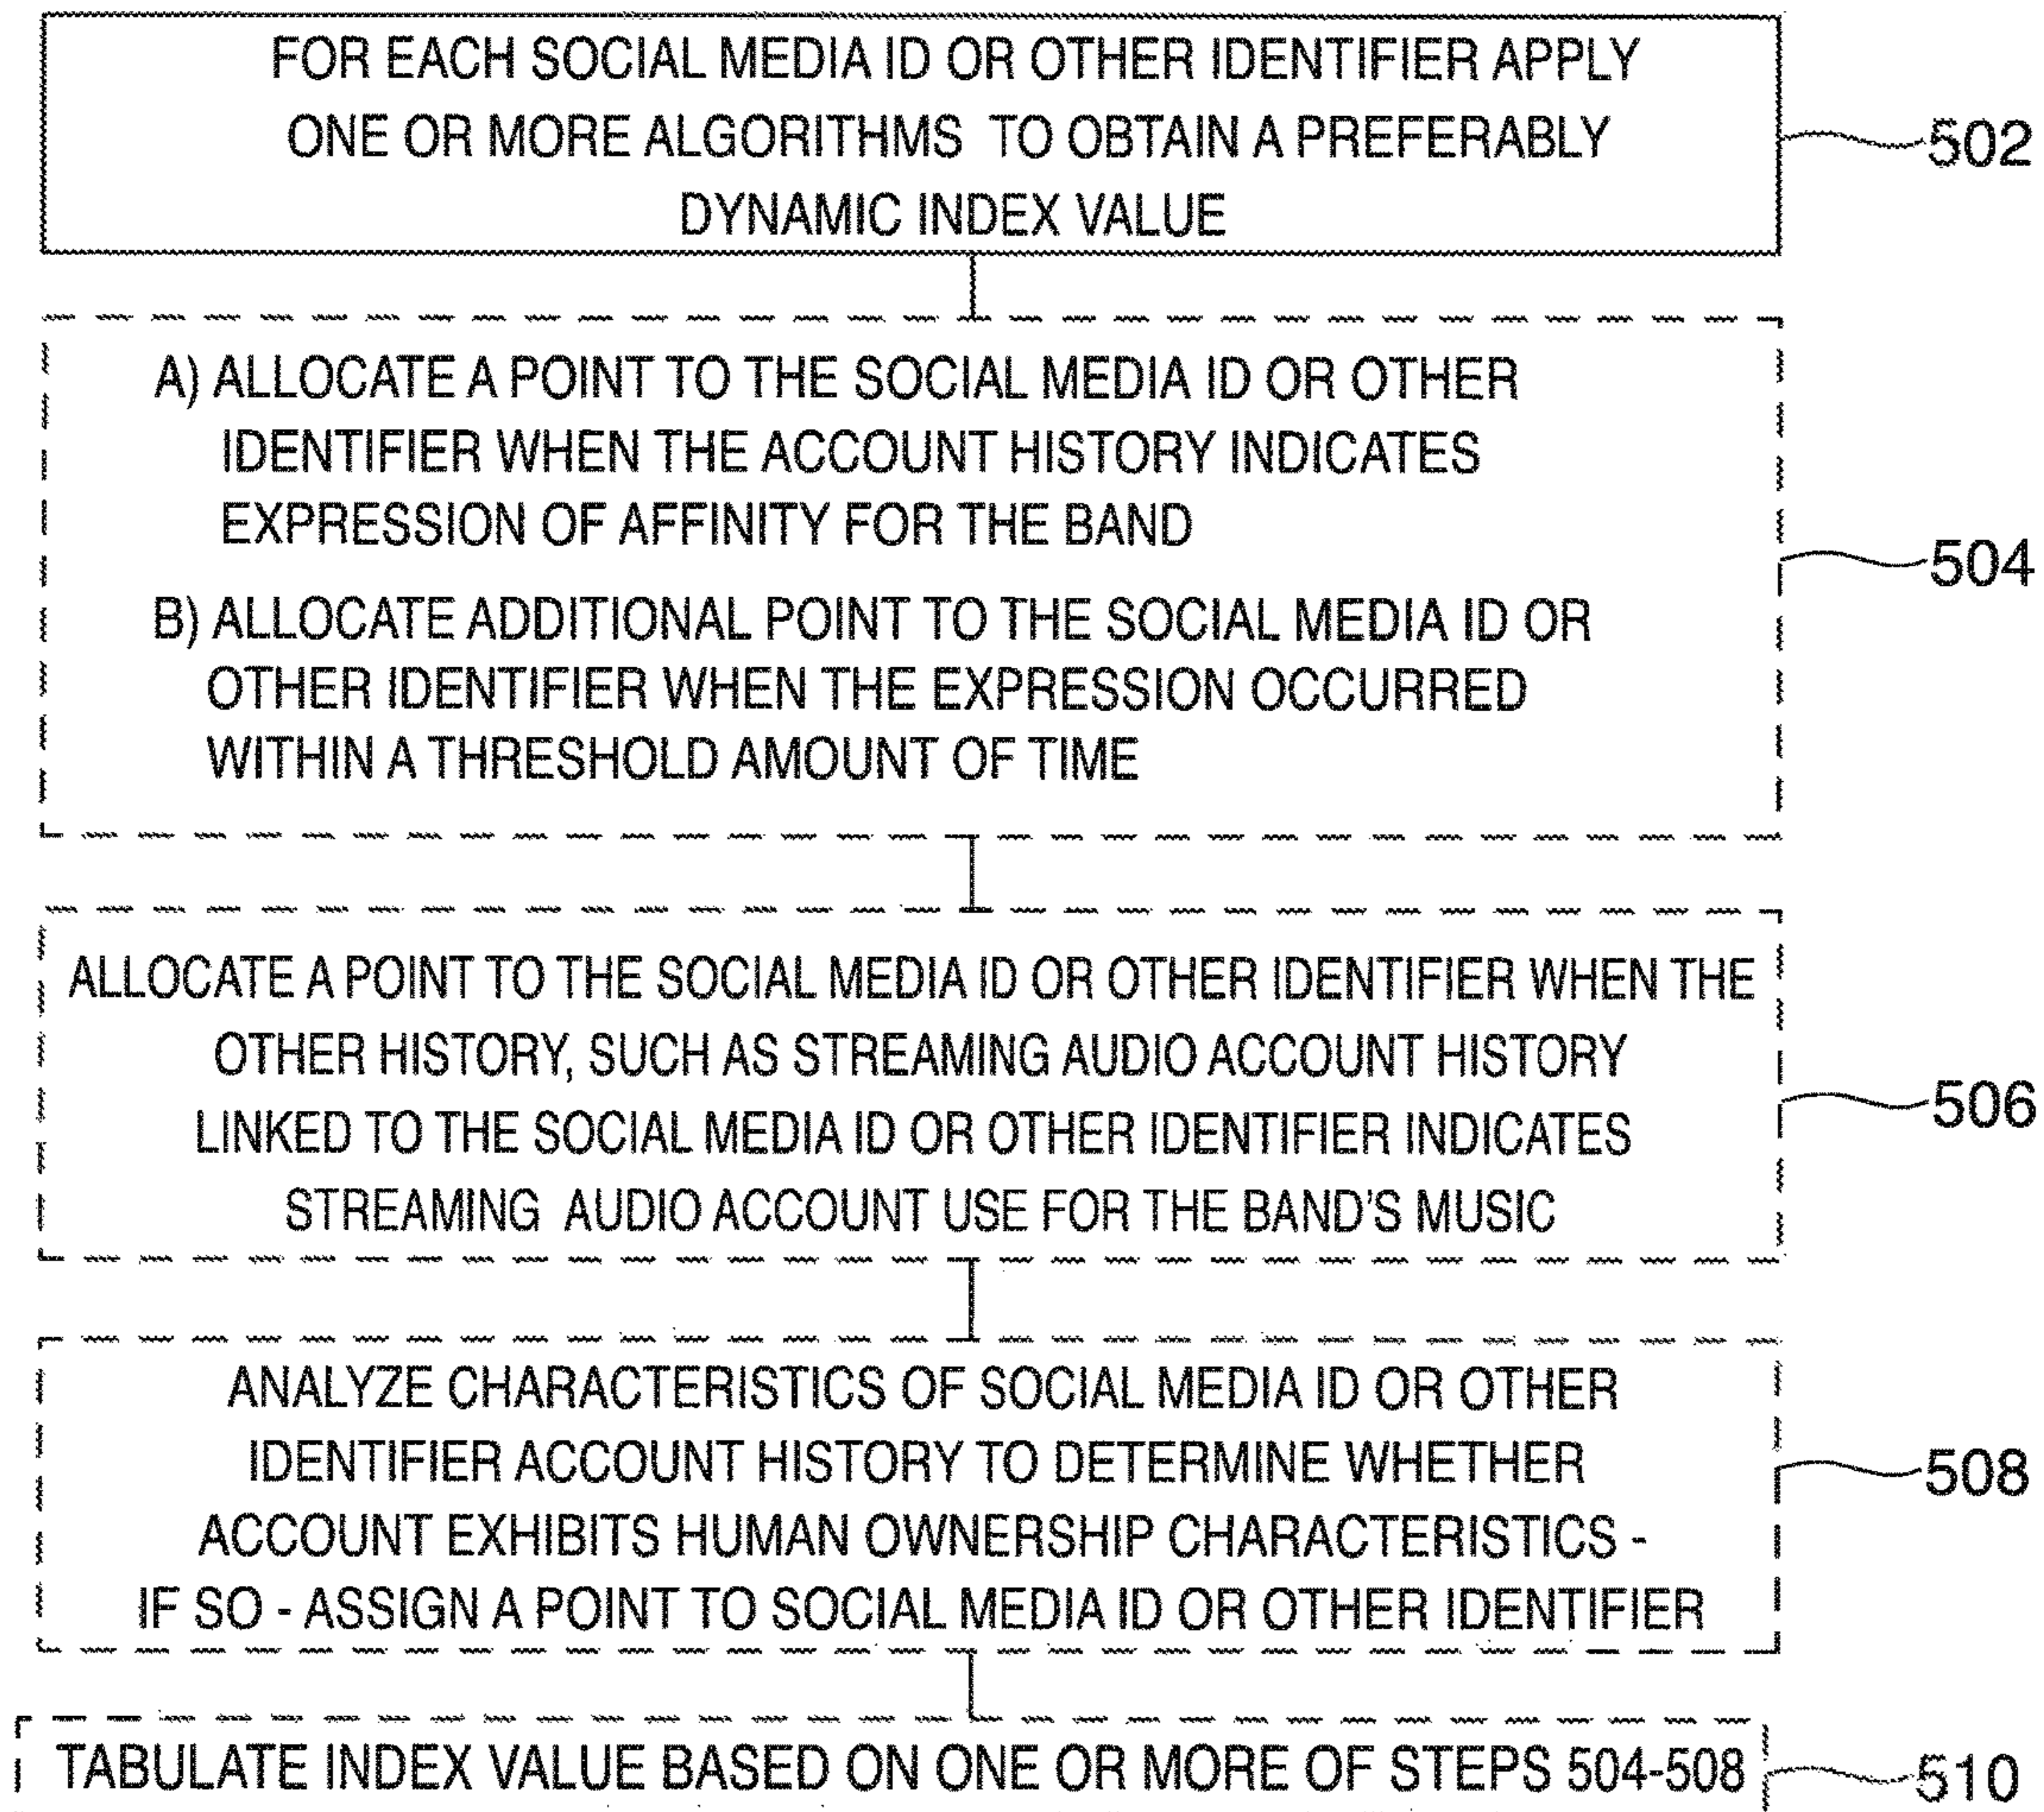 FOR EACH SOCIAL MEDIA ID OR OTHER IDENTIFIER APPLY
ONE OR MORE ALGORITHMS TO OBTAIN A PREFERABLY
DYNAMIC INDEX VALUE
502
A) ALLOCATE A POINT TO THE SOCIAL MEDIA ID OR OTHER
IDENTIFIER WHEN THE ACCOUNT HISTORY INDICATES
EXPRESSION OF AFFINITY FOR THE BAND
B) ALLOCATE ADDITIONAL POINT TO THE SOCIAL MEDIA ID OR
OTHER IDENTIFIER WHEN THE EXPRESSION OCCURRED
WITHIN A THRESHOLD AMOUNT OF TIME
504
ALLOCATE A POINT TO THE SOCIAL MEDIA ID OR OTHER IDENTIFIER WHEN THE
OTHER HISTORY, SUCH AS STREAMING AUDIO ACCOUNT HISTORY
LINKED TO THE SOCIAL MEDIA ID OR OTHER IDENTIFIER INDICATES
STREAMING AUDIO ACCOUNT USE FOR THE BAND'S MUSIC
506
ANALYZE CHARACTERISTICS OF SOCIAL MEDIA ID OR OTHER
IDENTIFIER ACCOUNT HISTORY TO DETERMINE WHETHER
ACCOUNT EXHIBITS HUMAN OWNERSHIP CHARACTERISTICS -
IF SO - ASSIGN A POINT TO SOCIAL MEDIA ID OR OTHER IDENTIFIER
508
TABULATE INDEX VALUE BASED ON ONE OR MORE OF STEPS 504-508
510